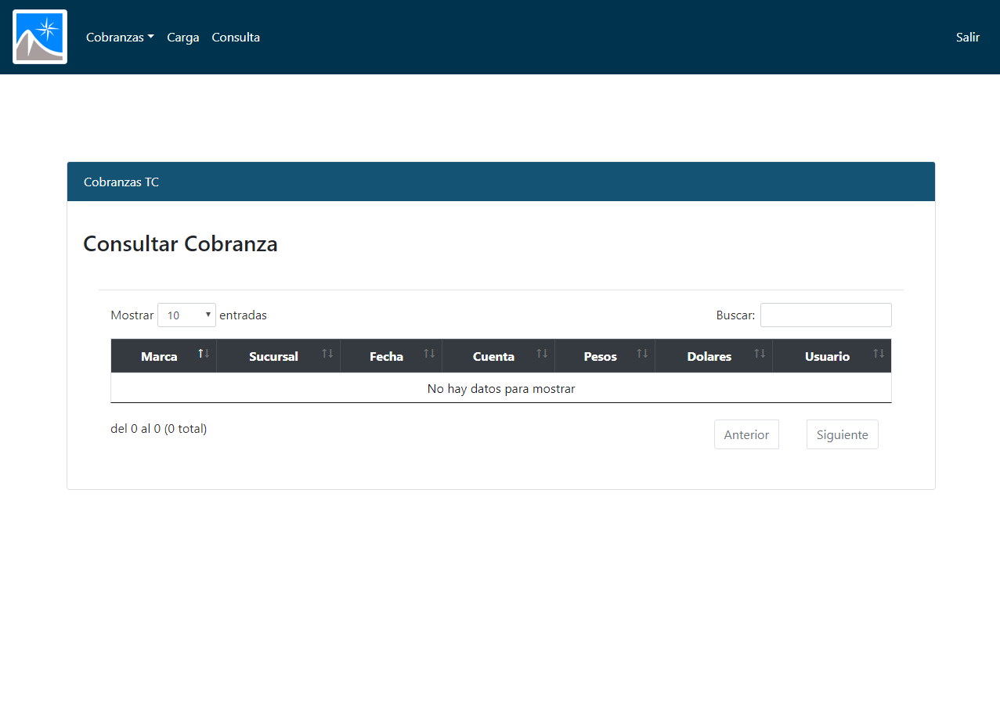 Cobranzas Carga Consulta Salir
Cobranzas TC
Consultar Cobranza
Mostrar 10 entradas Buscar:
Marca Sucursal Fecha Cuenta Pesos Dolares Usuario
No hay datos para mostrar
del 0 al 0 (0 total) Anterior Siguiente